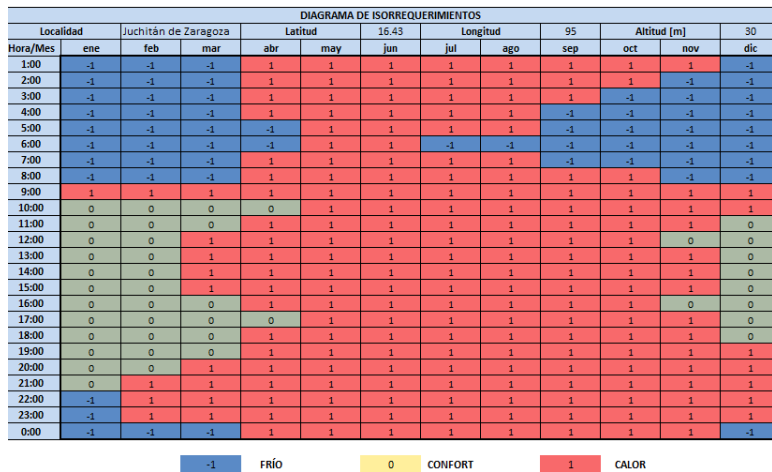 DIAGRAMA DE ISORREQUERIMIENTOS
Localidad Juchitán de Zaragoza Latitud 16.43 Longitud 95 Altitud [m] 30
Hora/Mes ene feb mar abr may jun jul ago sep oct nov dic
1:00 -1 -1 -1 1 1 1 1 1 1 1 1 -1
2:00 -1 -1 -1 1 1 1 1 1 1 1 -1 -1
3:00 -1 -1 -1 1 1 1 1 1 1 -1 -1 -1
4:00 -1 -1 -1 1 1 1 1 1 -1 -1 -1 -1
5:00 -1 -1 -1 -1 1 1 1 1 -1 -1 -1 -1
6:00 -1 -1 -1 -1 1 1 -1 -1 -1 -1 -1 -1
7:00 -1 -1 -1 1 1 1 1 1 -1 -1 -1 -1
8:00 -1 -1 -1 1 1 1 1 1 1 1 -1 -1
9:00 1 1 1 1 1 1 1 1 1 1 1 1
10:00 0 0 0 0 1 1 1 1 1 1 1 1
11:00 0 0 0 1 1 1 1 1 1 1 1 0
12:00 0 0 1 1 1 1 1 1 1 1 0 0
13:00 0 0 1 1 1 1 1 1 1 1 1 0
14:00 0 0 1 1 1 1 1 1 1 1 1 0
15:00 0 0 1 1 1 1 1 1 1 1 1 0
16:00 0 0 0 1 1 1 1 1 1 1 0 0
17:00 0 0 0 0 1 1 1 1 1 1 1 0
18:00 0 0 0 1 1 1 1 1 1 1 1 0
19:00 0 0 0 1 1 1 1 1 1 1 1 1
20:00 0 0 1 1 1 1 1 1 1 1 1 1
21:00 0 1 1 1 1 1 1 1 1 1 1 1
22:00 -1 1 1 1 1 1 1 1 1 1 1 1
23:00 -1 1 1 1 1 1 1 1 1 1 1 1
0:00 -1 -1 -1 1 1 1 1 1 1 1 1 -1
-1 FRÍO 0 CONFORT 1 CALOR